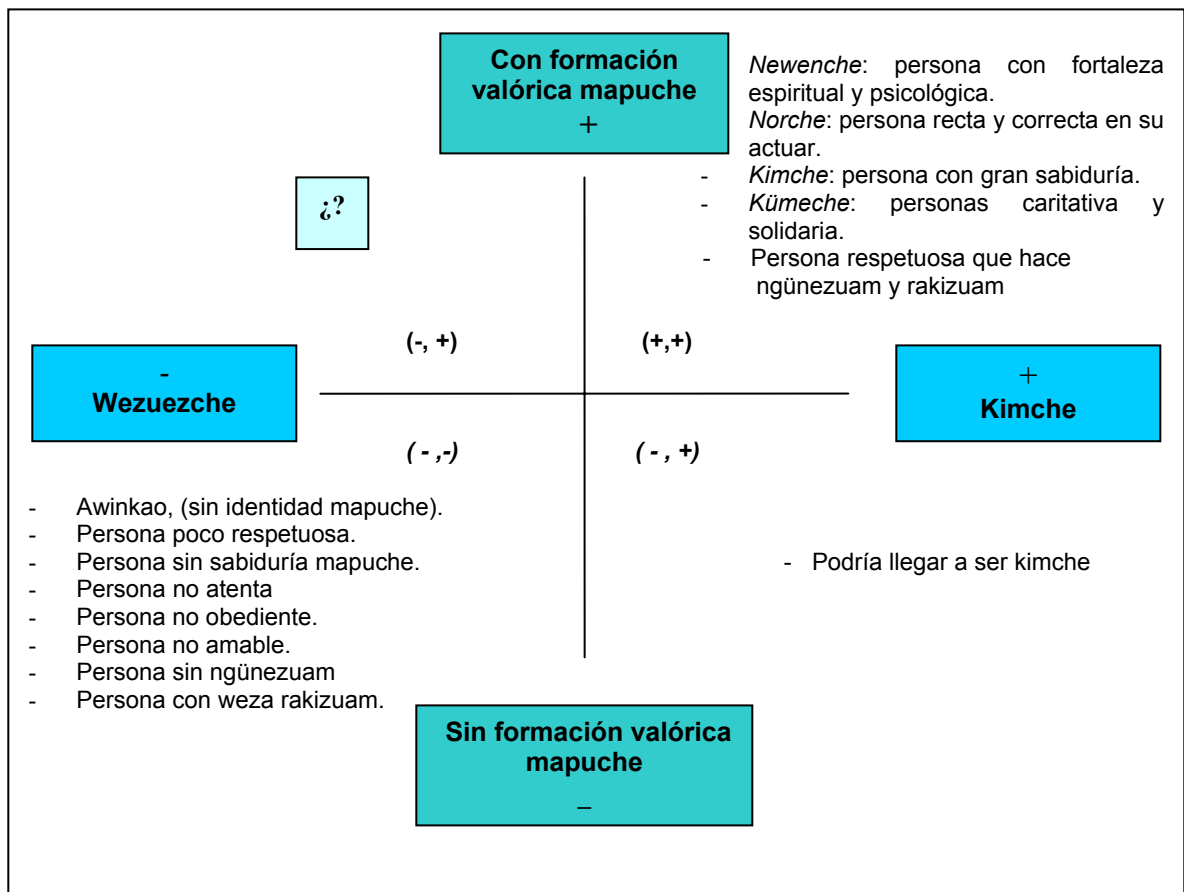 Con formación
valórica mapuche
+
Newenche: persona con fortaleza
espiritual y psicológica.
Norche: persona recta y correcta en su
actuar.
- Kimche: persona con gran sabiduría.
- Kümeche: personas caritativa y
solidaria.
- Persona respetuosa que hace
ngünezuam y rakizuam
¿?
(-, +)
(+,+)
-
Wezuezche
+
Kimche
( - ,-)
( - , +)
- Awinkao, (sin identidad mapuche).
- Persona poco respetuosa.
- Persona sin sabiduría mapuche.
- Persona no atenta
- Persona no obediente.
- Persona no amable.
- Persona sin ngünezuam
- Persona con weza rakizuam.
- Podría llegar a ser kimche
Sin formación valórica
mapuche
–